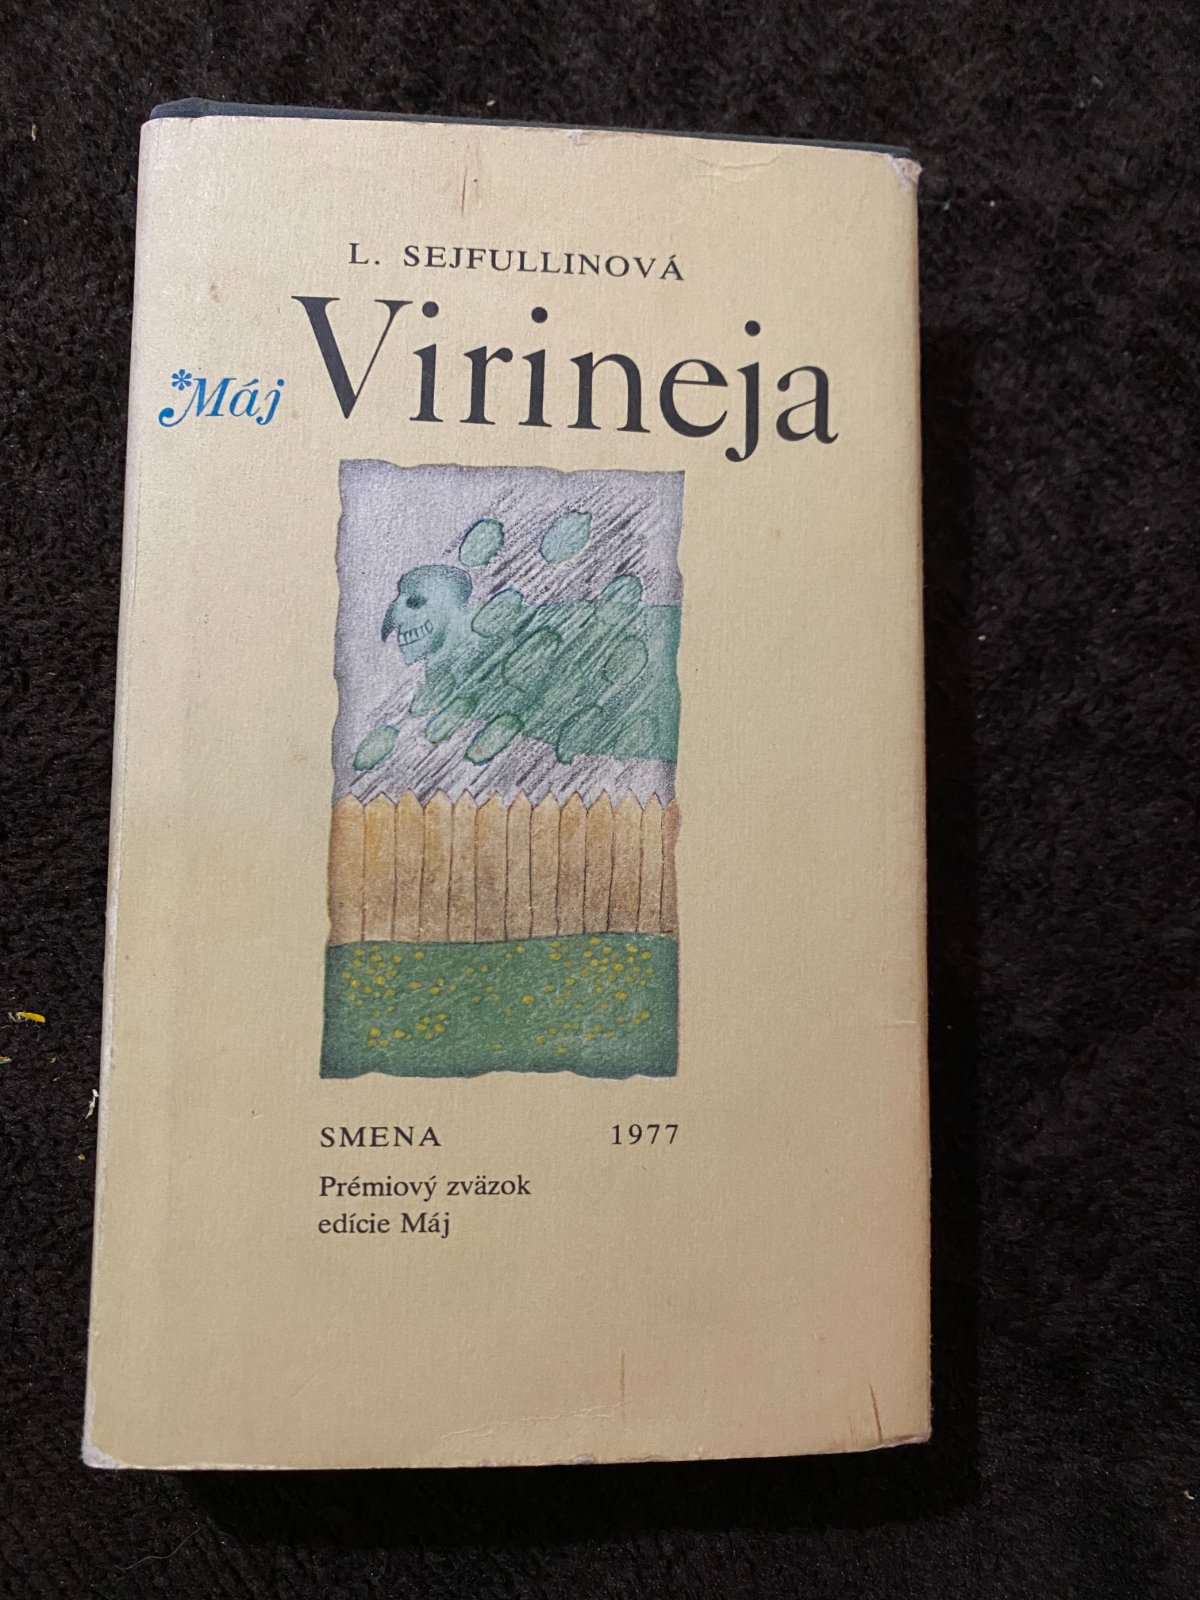 L. SEJFULLINOVÁ
Virineja
*Máj
SMENA 1977
Prémiový zväzok
edície Máj